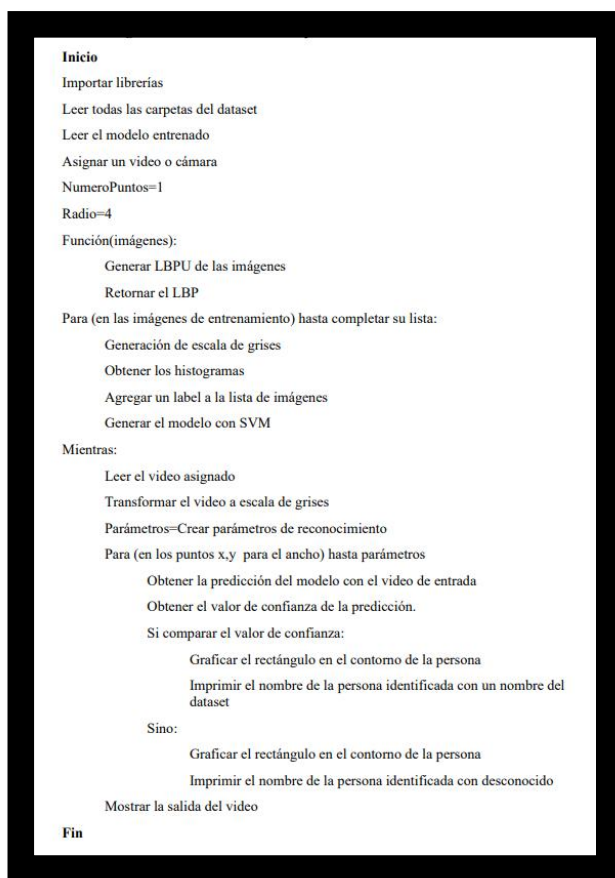 Inicio
Importar librerías
Leer todas las carpetas del dataset
Leer el modelo entrenado
Asignar un video o cámara
NumeroPuntos=1
Radio=4
Función(imágenes):
Generar LBPU de las imágenes
Retornar el LBP
Para (en las imágenes de entrenamiento) hasta completar su lista:
Generación de escala de grises
Obtener los histogramas
Agregar un label a la lista de imágenes
Generar el modelo con SVM
Mientras:
Leer el video asignado
Transformar el video a escala de grises
Parámetros=Crear parámetros de reconocimiento
Para (en los puntos x,y para el ancho) hasta parámetros
Obtener la predicción del modelo con el video de entrada
Obtener el valor de confianza de la predicción.
Si comparar el valor de confianza:
Graficar el rectángulo en el contorno de la persona
Imprimir el nombre de la persona identificada con un nombre del
dataset
Sino:
Graficar el rectángulo en el contorno de la persona
Imprimir el nombre de la persona identificada con desconocido
Mostrar la salida del video
Fin